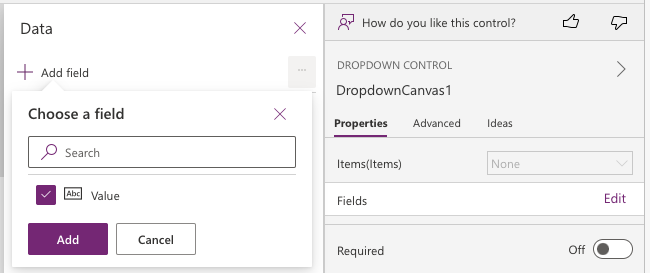 Data
Add field
Choose a field
Search
Abc Value
Add Cancel
How do you like this control?
DROPDOWN CONTROL
DropdownCanvas1
Properties Advanced Ideas
Items(Items) None
Fields Edit
Required Off